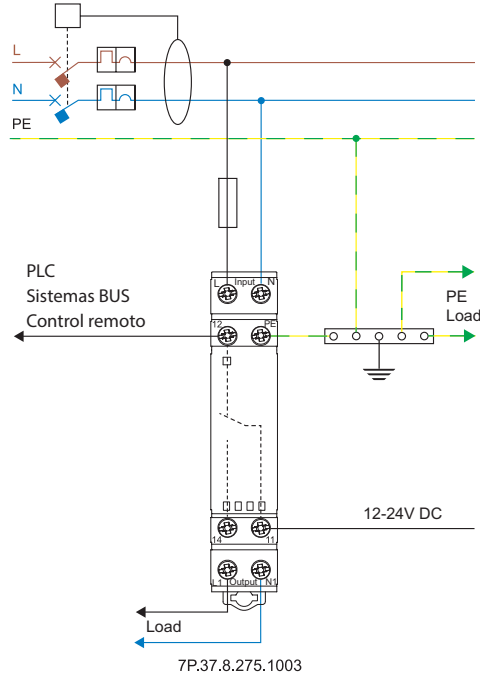 L
N
PE
L Input N
PLC
Sistemas BUS
Control remoto
12 PE
PE
Load
12-24V DC
14 11
L1 Output N1
Load
7P.37.8.275.1003